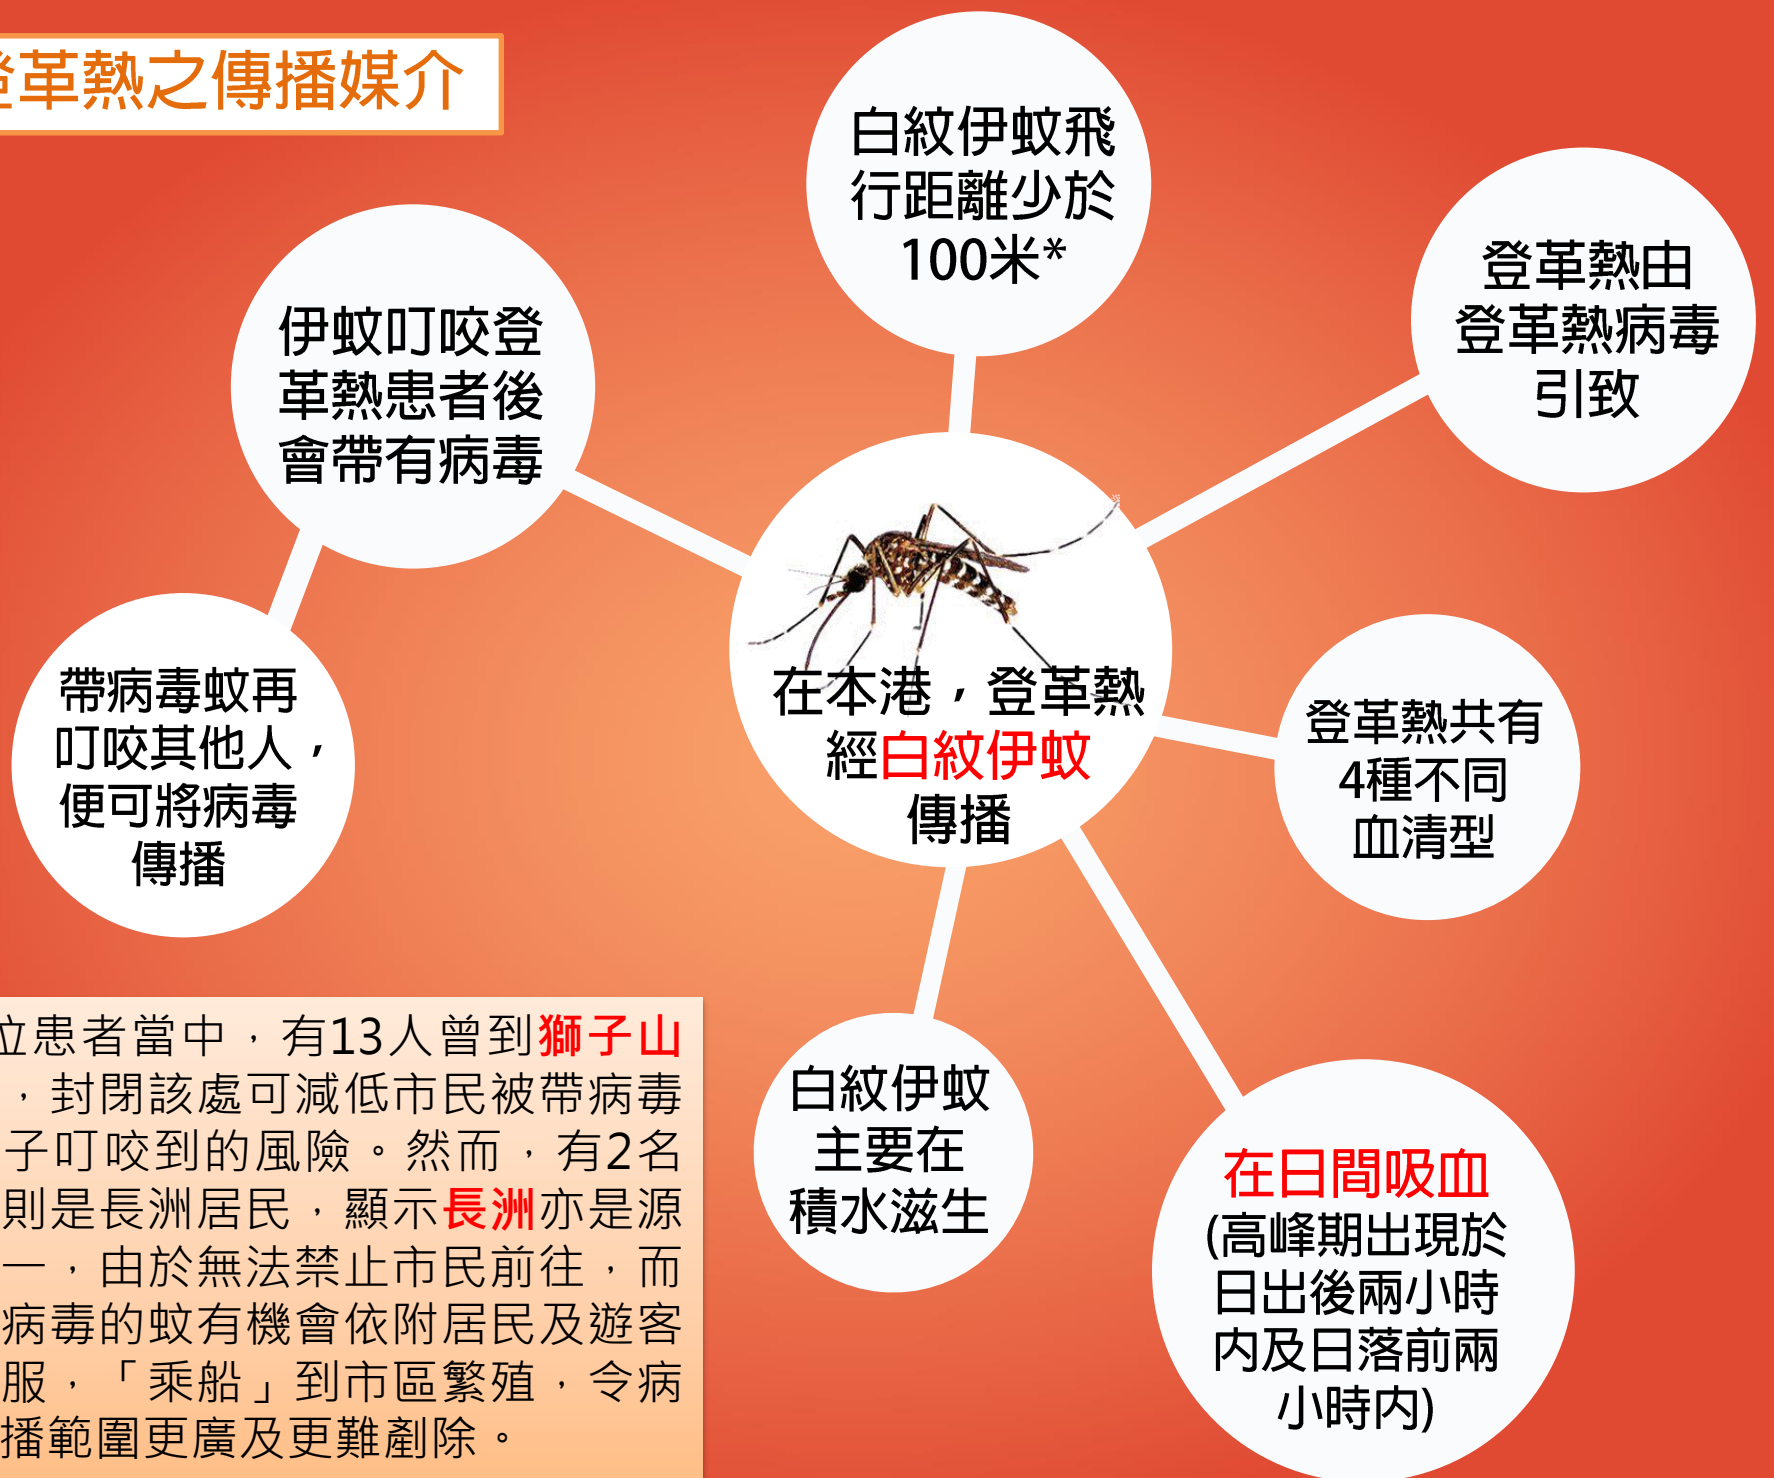 登革熱之傳播媒介
白紋伊蚊飛
行距離少於
100米*
登革熱由
登革熱病毒
引致
伊蚊叮咬登
革熱患者後
會帶有病毒
帶病毒蚊再
叮咬其他人，
便可將病毒
傳播
在本港，登革熱
經白紋伊蚊
傳播
登革熱共有
4種不同
血清型
白紋伊蚊
主要在
積水滋生
在日間吸血
(高峰期出現於
日出後兩小時
內及日落前兩
小時內)
位患者當中，有13人曾到獅子山
，封閉該處可減低市民被帶病毒
子叮咬到的風險。然而，有2名
則是長洲居民，顯示長洲亦是源
一，由於無法禁止市民前往，而
病毒的蚊有機會依附居民及遊客
服，「乘船」到市區繁殖，令病
播範圍更廣及更難剷除。